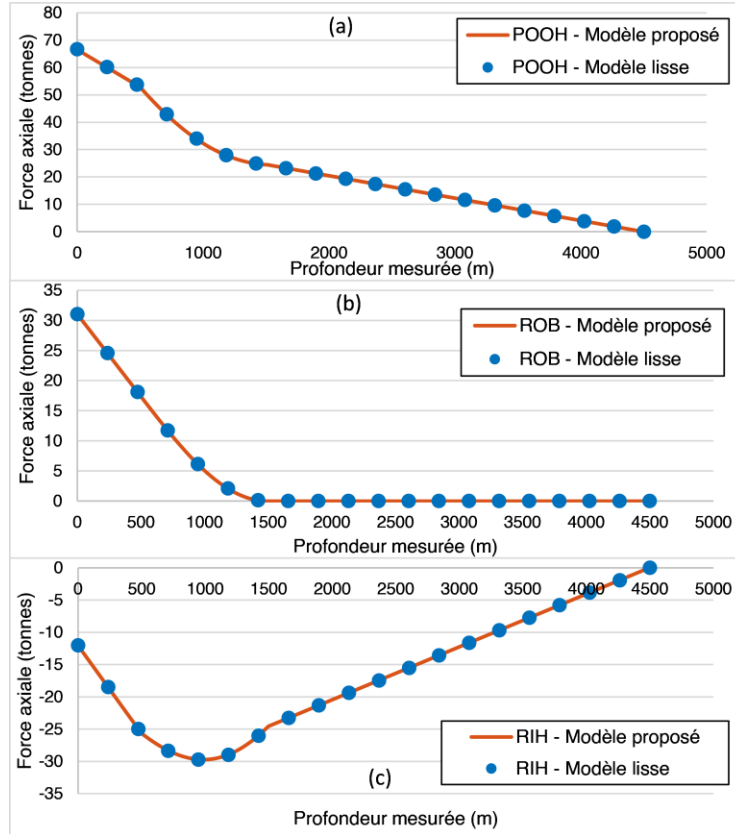 (a)
80
70
60
50
40
30
20
10
0
Force axiale (tonnes)
POOH - Modèle proposé
POOH - Modèle lisse
0 1000 2000 3000 4000 5000
Profondeur mesurée (m)
(b)
35
30
25
20
15
10
5
0
Force axiale (tonnes)
ROB - Modèle proposé
ROB - Modèle lisse
0 500 1000 1500 2000 2500 3000 3500 4000 4500 5000
Profondeur mesurée (m)
0
-5
-10
-15
-20
-25
-30
-35
Force axiale (tonnes)
0 500 1000 1500 2000 2500 3000 3500 4000 4500 5000
RIH - Modèle proposé
RIH - Modèle lisse
(c)
Profondeur mesurée (m)